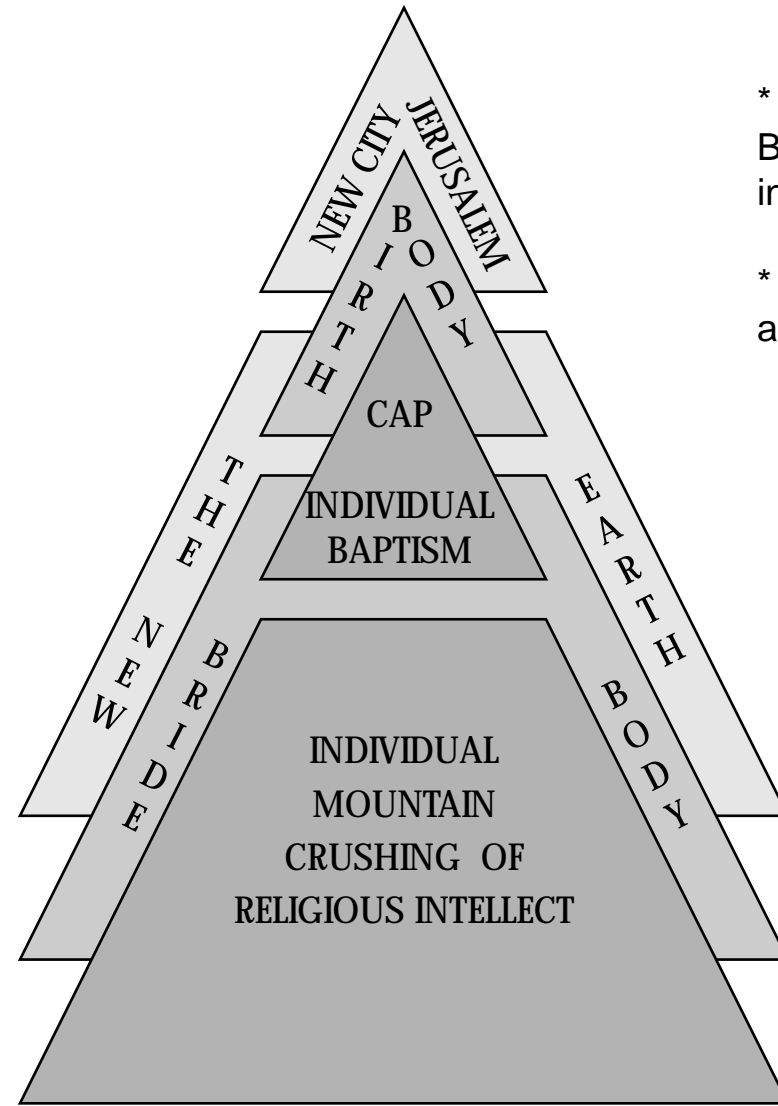 NEW CITY
JERUSALEM
BIRTH
BODY
CAP
INDIVIDUAL
BAPTISM
THE NEW
EARTH
BRIDE
BODY
INDIVIDUAL
MOUNTAIN
CRUSHING OF
RELIGIOUS INTELLECT
*
*